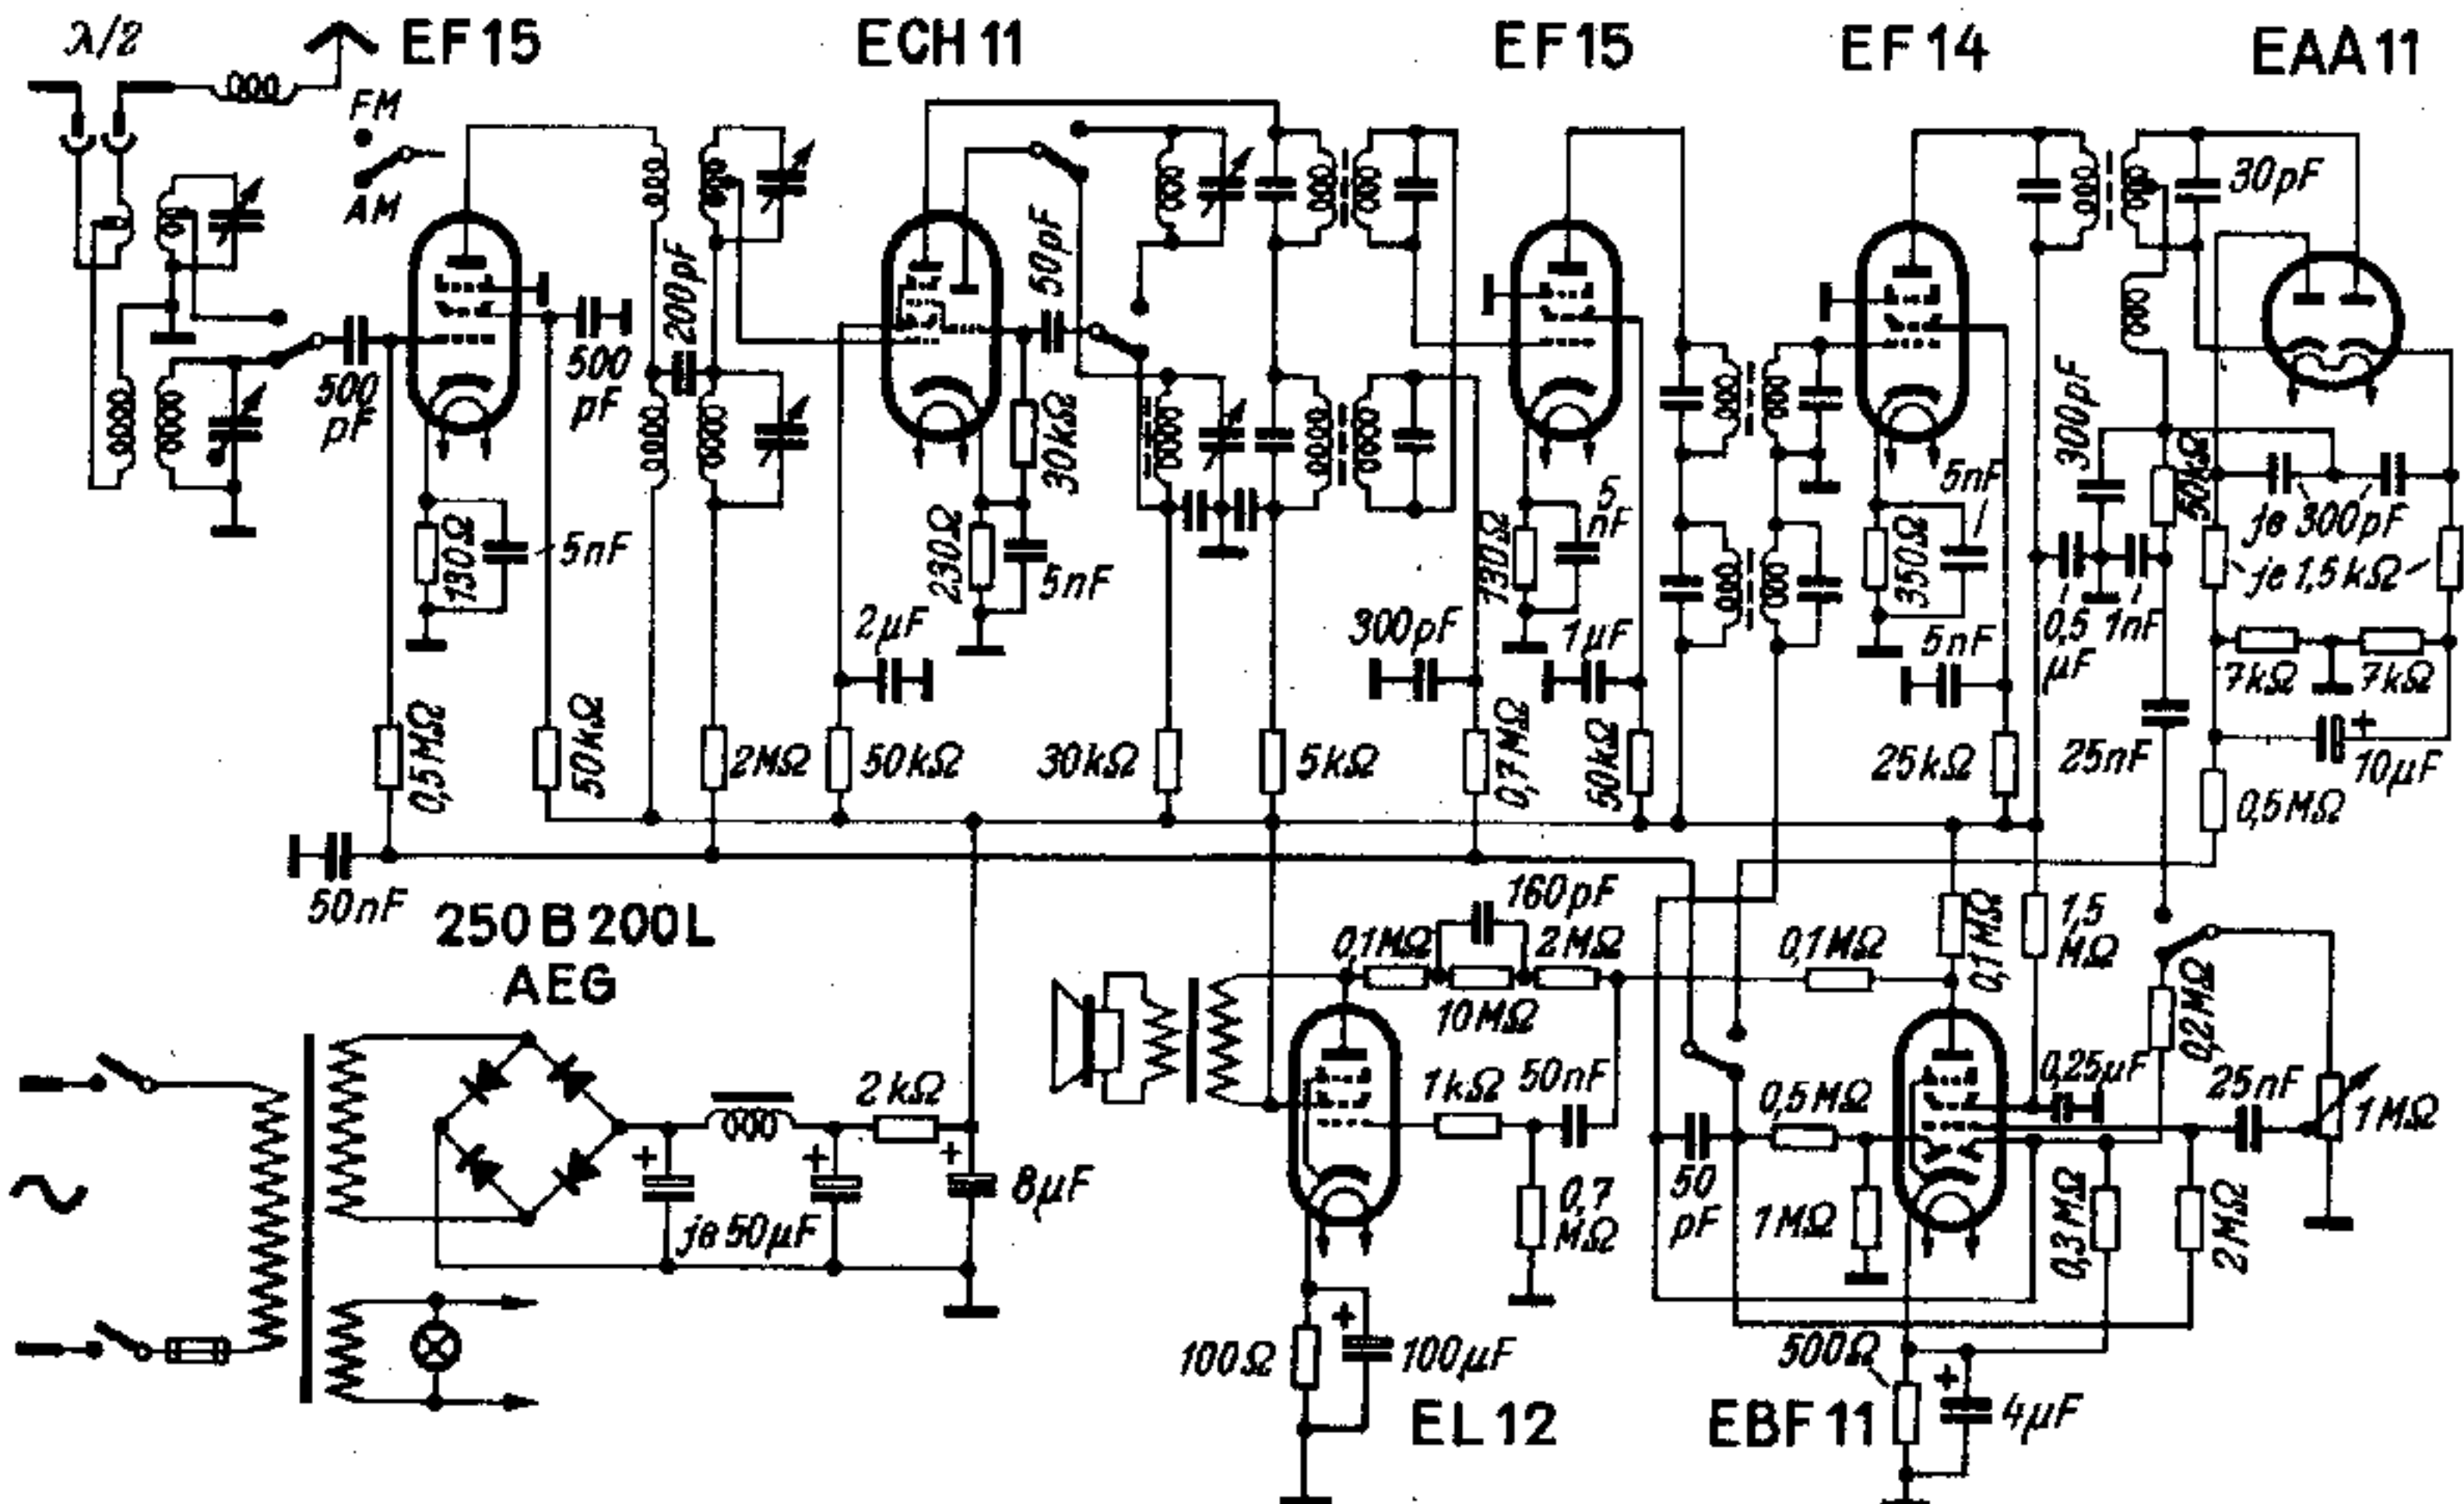 λ/2
EF15
ECH11
EF15
EF14
EAA11
FM
AM
30pF
50pF
200pF
500
pF
500
pF
300pF
30kΩ
50kΩ
5nF
5
nF
je 300pF
130Ω
5nF
230Ω
5nF
130Ω
350Ω
je 1,5kΩ
2µF
300pF
1µF
5nF
0,5
µF
1nF
7kΩ
7kΩ
0,5MΩ
50kΩ
2MΩ
50kΩ
30kΩ
5kΩ
0,7MΩ
50kΩ
25kΩ
25nF
+
10µF
0,5MΩ
50nF
250B200L
AEG
160pF
0,1MΩ
2MΩ
10MΩ
0,1MΩ
0,1MΩ
1,5
MΩ
0,2MΩ
2kΩ
1kΩ
50nF
0,5MΩ
0,25µF
25nF
1MΩ
+
+
+
je 50µF
8µF
0,7
MΩ
50
pF
1MΩ
0,3MΩ
2MΩ
100Ω
+
100µF
500Ω
+
4µF
EL12
EBF11